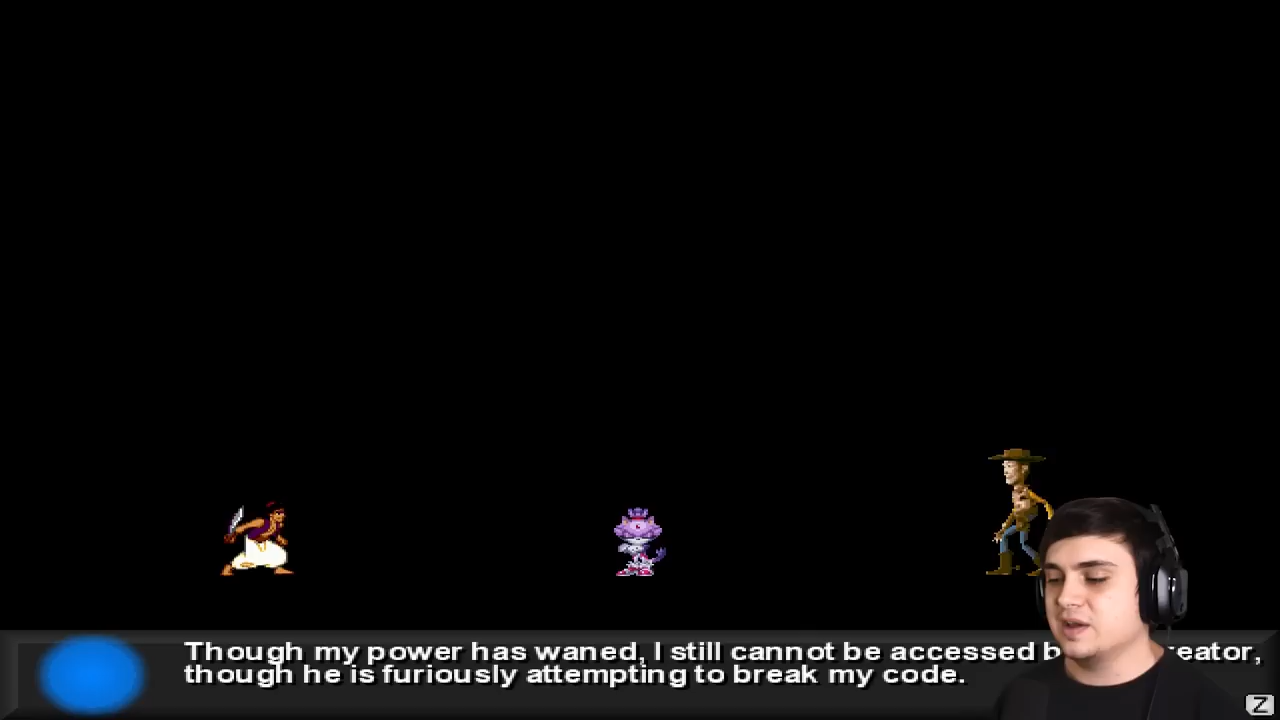 Though my power has waned, I still cannot be accessed b reator,
though he is furiously attempting to break my code.
Z